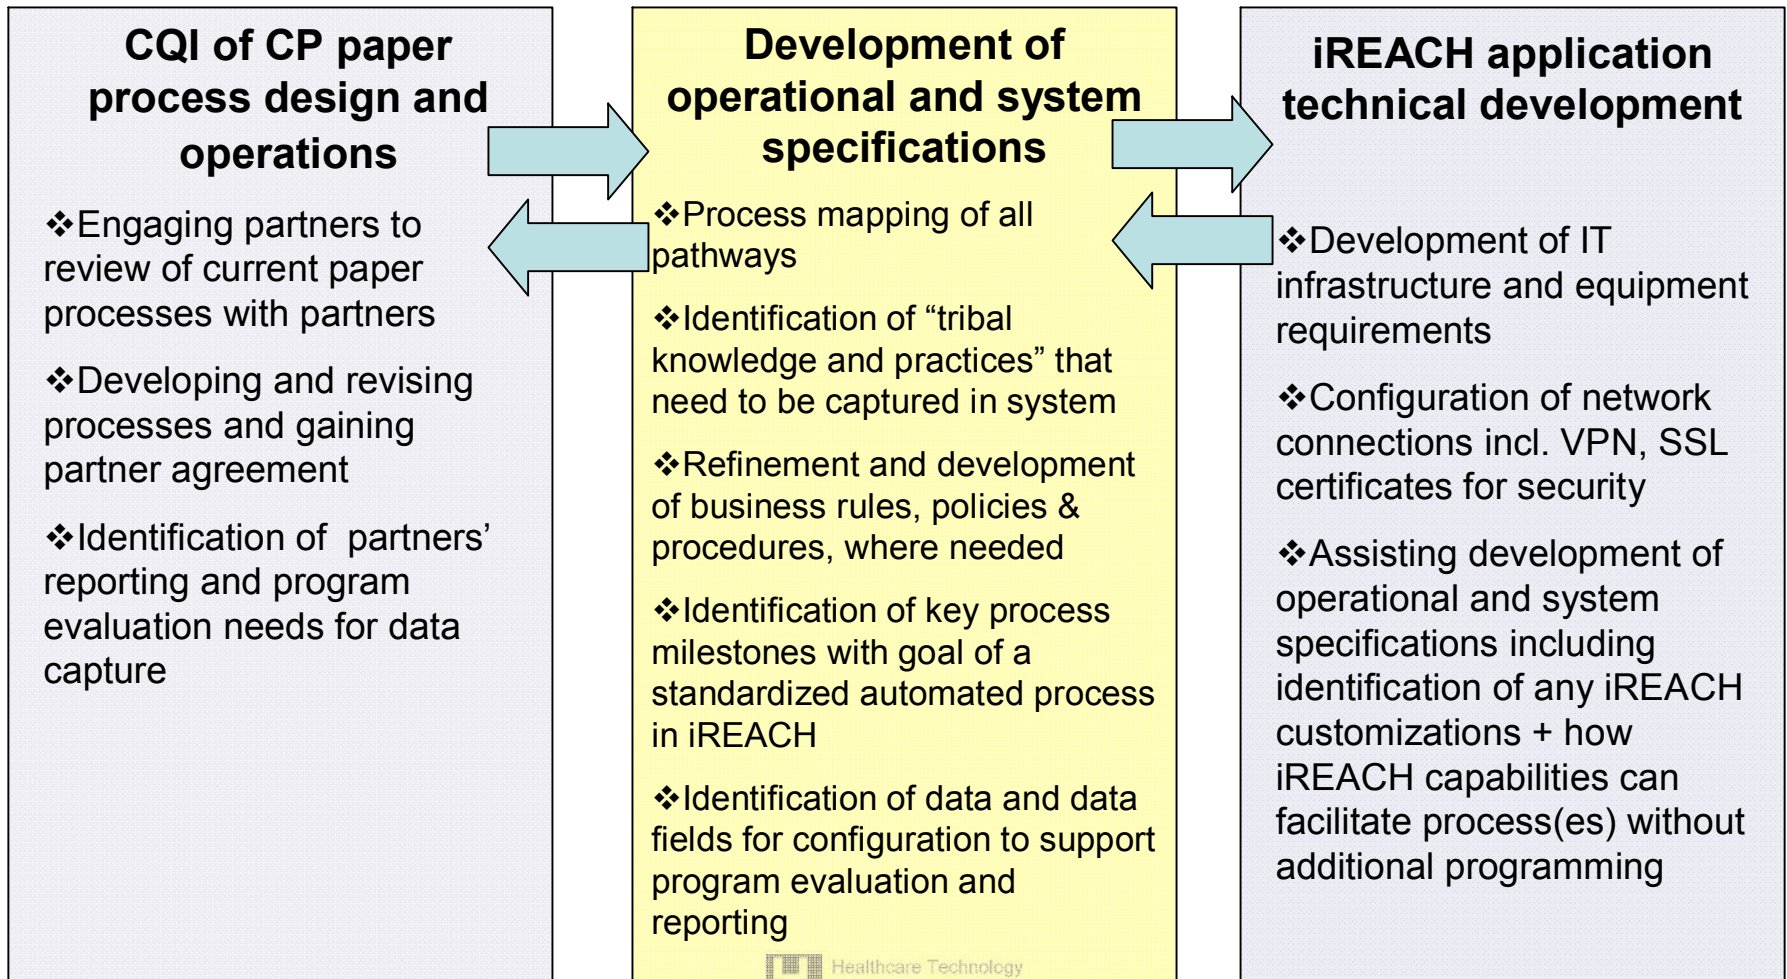 CQI of CP paper
process design and
operations
❖Engaging partners to
review of current paper
processes with partners
❖Developing and revising
processes and gaining
partner agreement
❖Identification of  partners’
reporting and program
evaluation needs for data
capture
Development of
operational and system
specifications
❖Process mapping of all
pathways
❖Identification of “tribal
knowledge and practices” that
need to be captured in system
❖Refinement and development
of business rules, policies &
procedures, where needed
❖Identification of key process
milestones with goal of a
standardized automated process
in iREACH
❖Identification of data and data
fields for configuration to support
program evaluation and
reporting
Healthcare Technology
iREACH application
technical development
❖Development of IT
infrastructure and equipment
requirements
❖Configuration of network
connections incl. VPN, SSL
certificates for security
❖Assisting development of
operational and system
specifications including
identification of any iREACH
customizations + how
iREACH capabilities can
facilitate process(es) without
additional programming